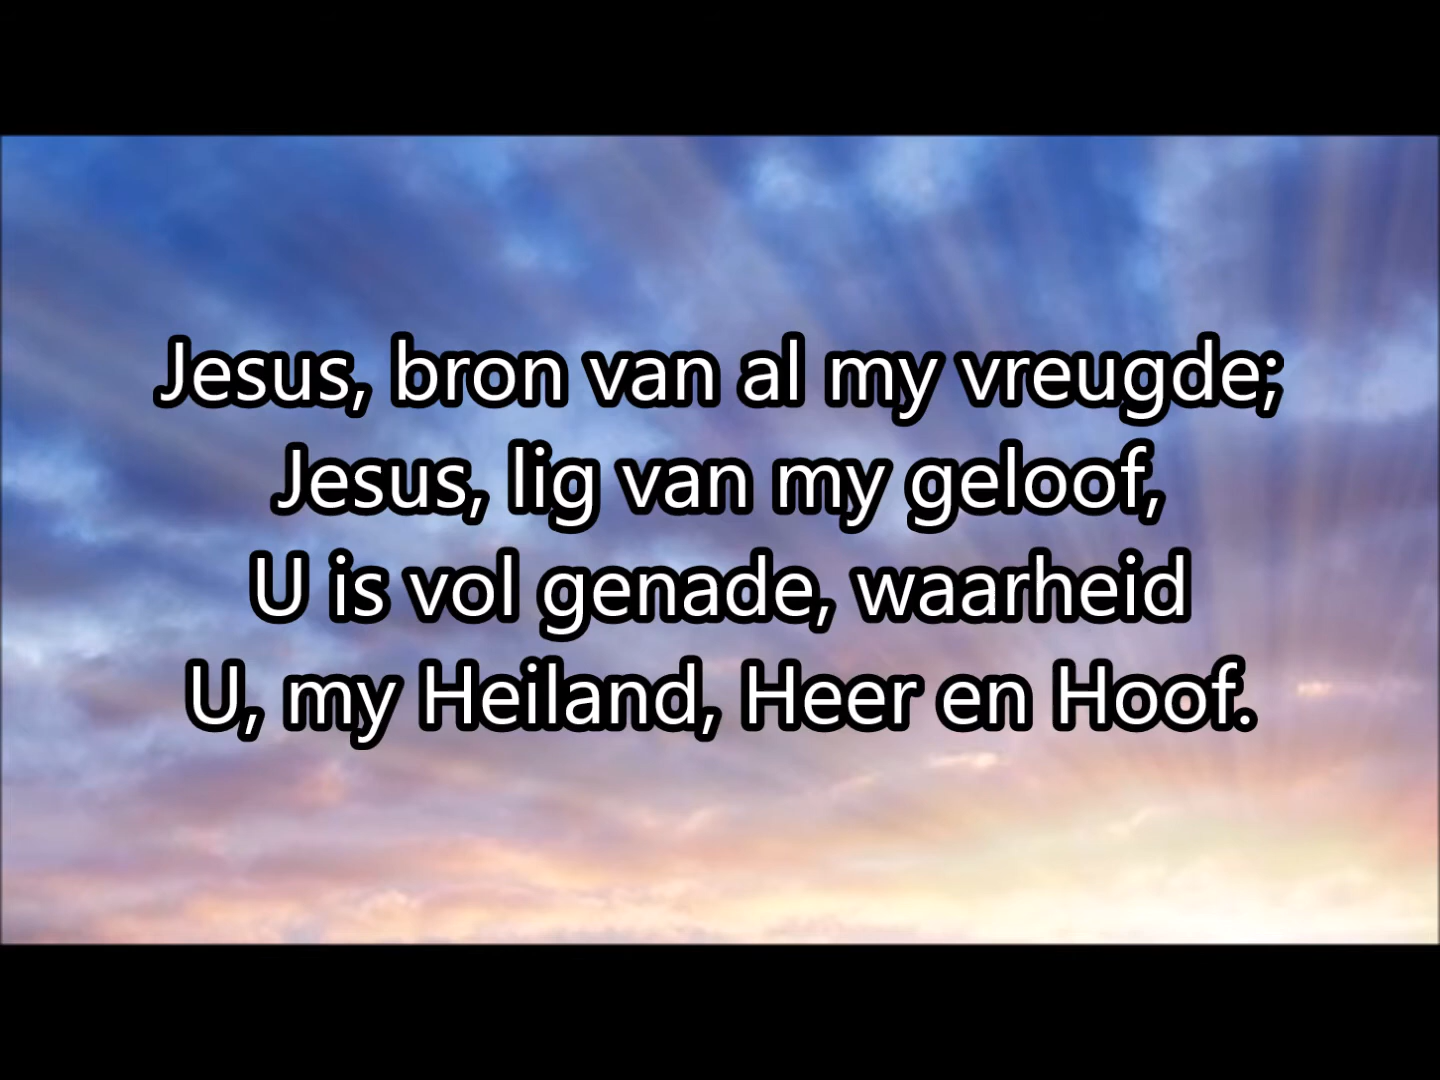 Jesus, bron van al my vreugde;
Jesus, lig van my geloof,
U is vol genade, waarheid
U, my Heiland, Heer en Hoof.